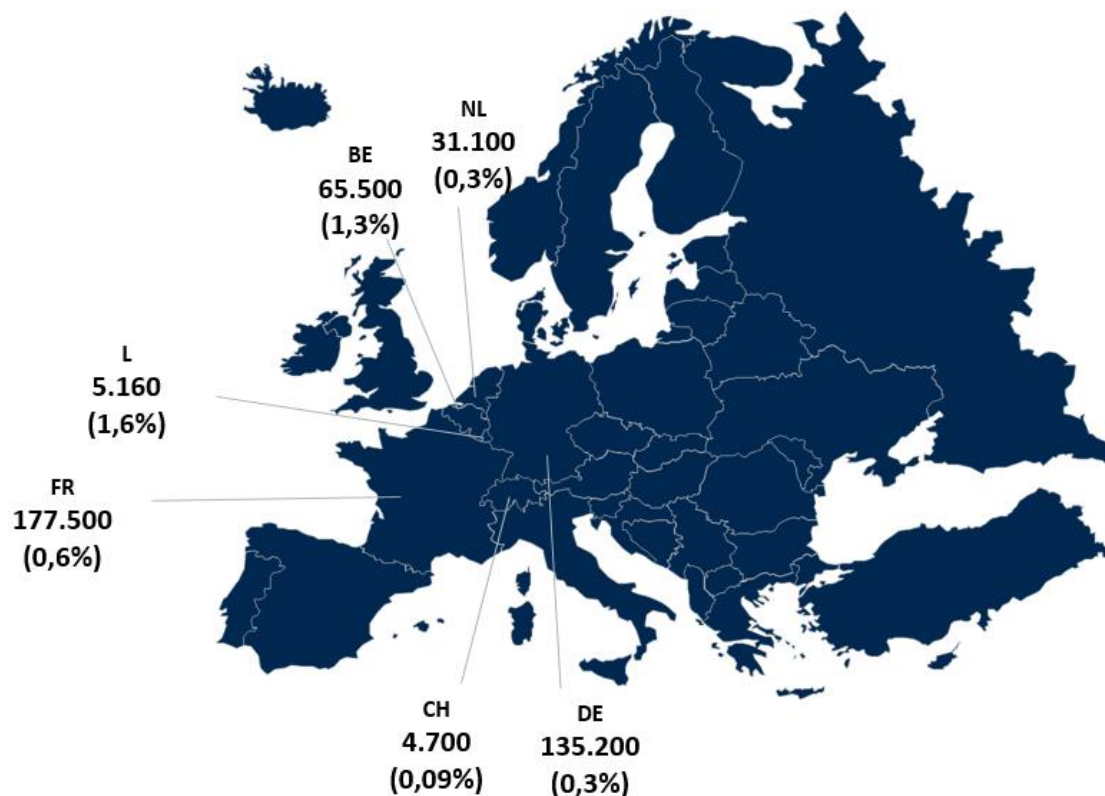 NL
31.100
(0,3%)
BE
65.500
(1,3%)
L
5.160
(1,6%)
FR
177.500
(0,6%)
CH
4.700
(0,09%)
DE
135.200
(0,3%)